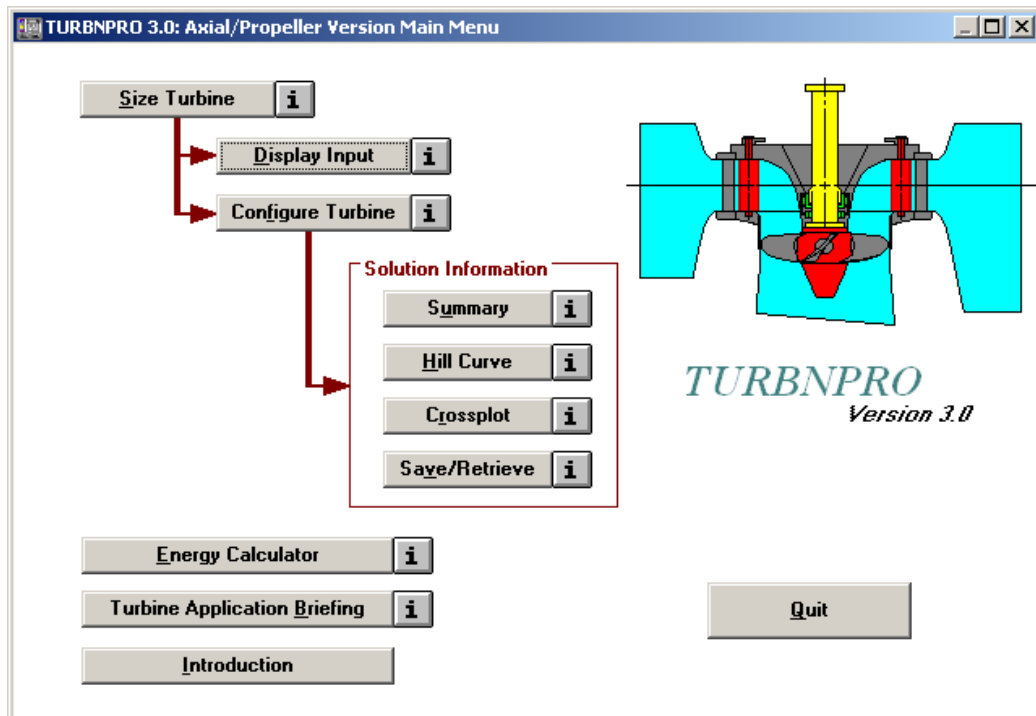 TURBNPRO 3.0: Axial/Propeller Version Main Menu
Size Turbine i
Display Input i
Configure Turbine i
Solution Information
Summary i
Hill Curve i
Crossplot i
Save/Retrieve i
TURBNPRO
Version 3.0
Energy Calculator i
Turbine Application Briefing i
Introduction
Quit